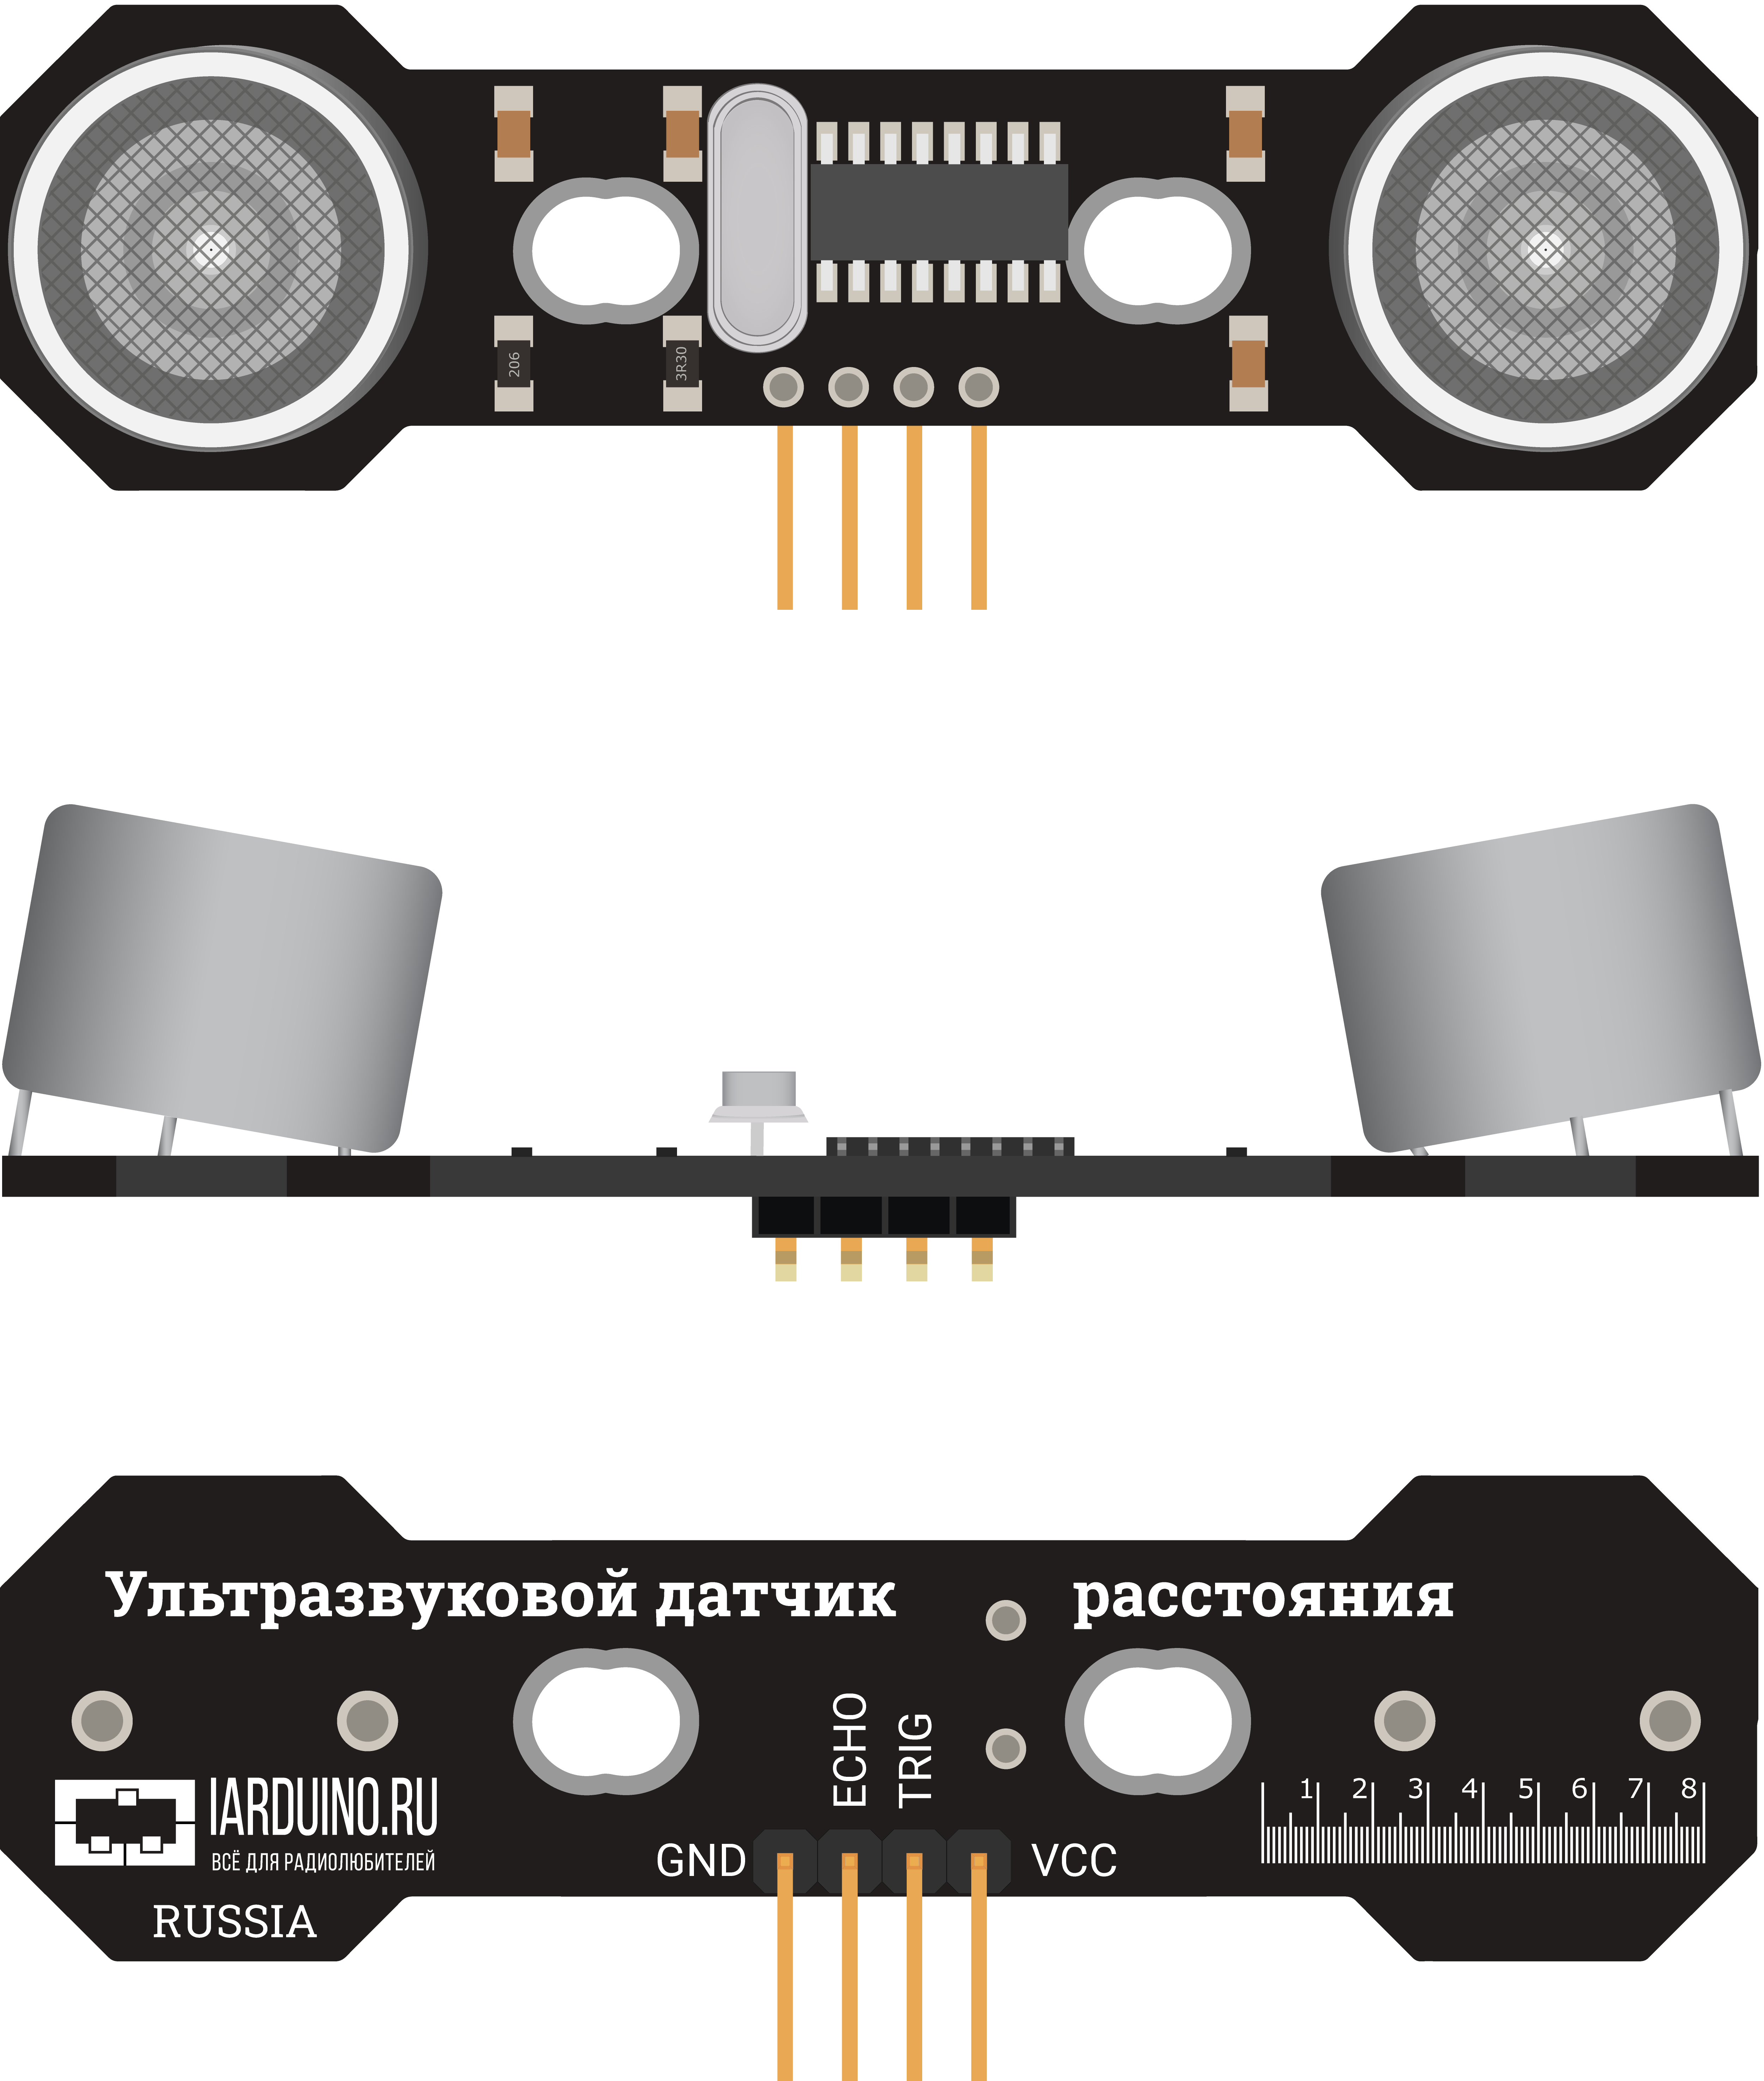 206
3R30
Ультразвуковой датчик расстояния
ECHO
TRIG
IARDUINO.RU
ВСЁ ДЛЯ РАДИОЛЮБИТЕЛЕЙ
1 2 3 4 5 6 7 8
GND VCC
RUSSIA